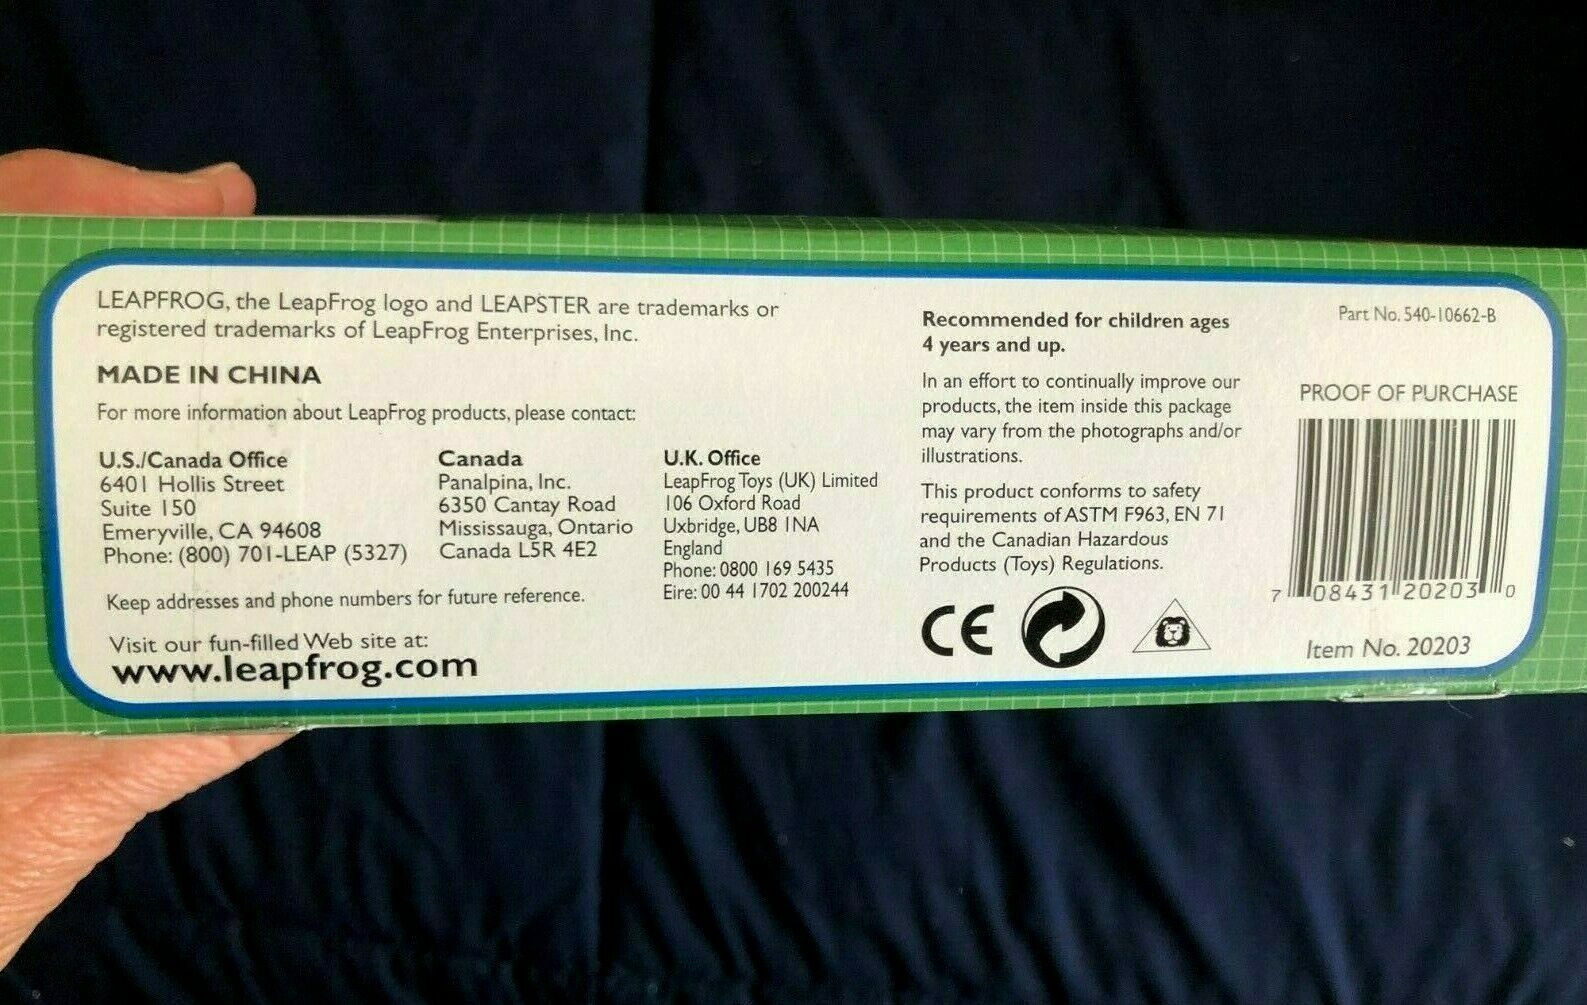 LEAPFROG, the LeapFrog logo and LEAPSTER are trademarks or
registered trademarks of LeapFrog Enterprises, Inc.
MADE IN CHINA
For more information about LeapFrog products, please contact:
U.S./Canada Office
6401 Hollis Street
Suite 150
Emeryville, CA 94608
Phone: (800) 701-LEAP (5327)
Canada
Panalpina, Inc.
6350 Cantay Road
Mississauga, Ontario
Canada L5R 4E2
U.K. Office
LeapFrog Toys (UK) Limited
106 Oxford Road
Uxbridge, UB8 1NA
England
Phone: 0800 169 5435
Eire: 00 44 1702 200244
Keep addresses and phone numbers for future reference.
Visit our fun-filled Web site at:
www.leapfrog.com
Recommended for children ages
4 years and up.
In an effort to continually improve our
products, the item inside this package
may vary from the photographs and/or
illustrations.
This product conforms to safety
requirements of ASTM F963, EN 71
and the Canadian Hazardous
Products (Toys) Regulations.
CE
Part No. 540-10662-B
PROOF OF PURCHASE
7 08431 20203 0
Item No. 20203